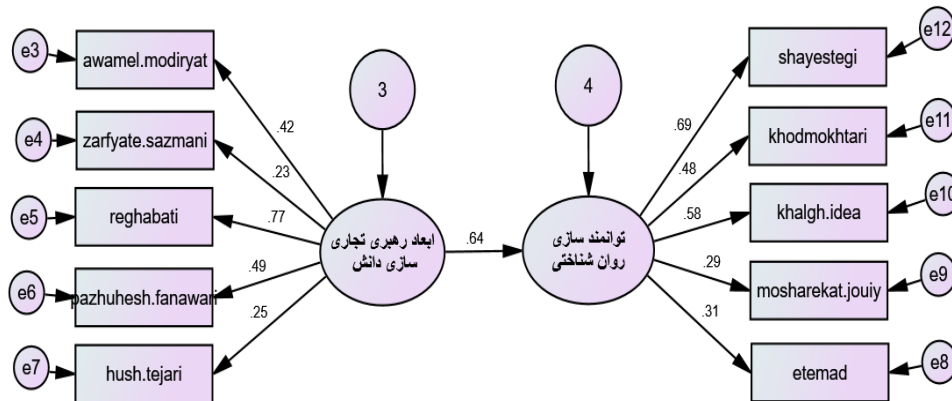 e3
awamel.modiryat
e4
zarfyate.sazmani
e5
reghabati
e6
pazhuhesh.fanawari
e7
hush.tejari
.42
.23
.77
.49
.25
3
ابعاد رهبری تجاری
سازی دانش
.64
4
توانمند سازی
روان شناختی
.69
.48
.58
.29
.31
shayestegi
e12
khodmokhtari
e11
khalgh.idea
e10
mosharekat.jouiy
e9
etemad
e8